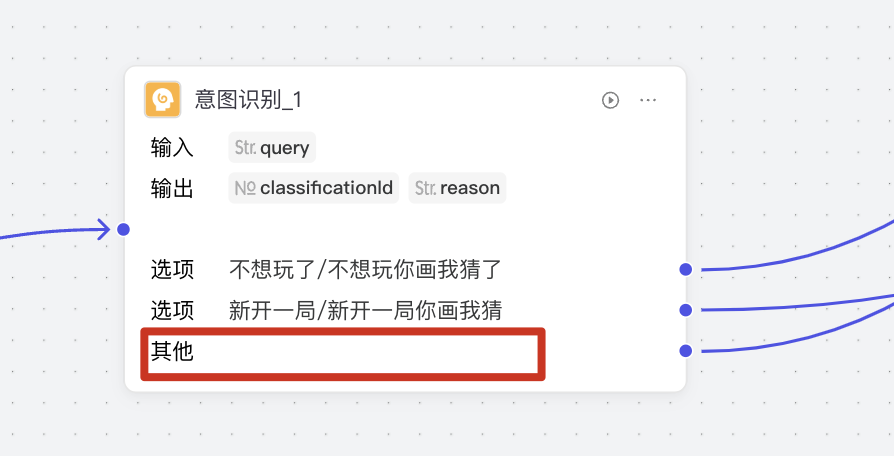 意图识别_1
输入 Str. query
输出 № classificationId Str. reason
选项 不想玩了/不想玩你画我猜了
选项 新开一局/新开一局你画我猜
其他